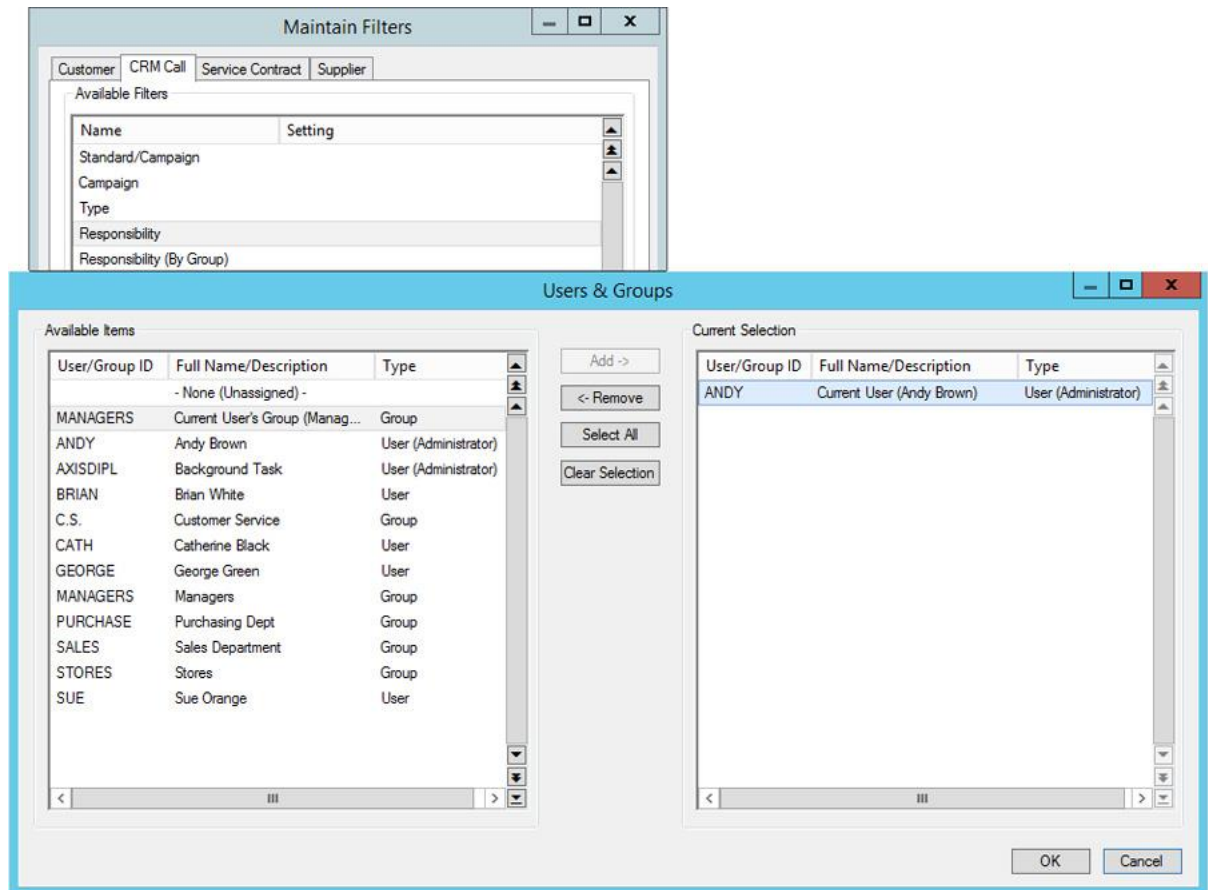 Maintain Filters
Customer CRM Call Service Contract Supplier
Available Filters
Name Setting
Standard/Campaign
Campaign
Type
Responsibility
Responsibility (By Group)
Users & Groups
Available Items
User/Group ID Full Name/Description Type
- None (Unassigned) -
MANAGERS Current User's Group (Manag... Group
ANDY Andy Brown User (Administrator)
AXISDIPL Background Task User (Administrator)
BRIAN Brian White User
C.S. Customer Service Group
CATH Catherine Black User
GEORGE George Green User
MANAGERS Managers Group
PURCHASE Purchasing Dept Group
SALES Sales Department Group
STORES Stores Group
SUE Sue Orange User
Add ->
<- Remove
Select All
Clear Selection
Current Selection
User/Group ID Full Name/Description Type
ANDY Current User (Andy Brown) User (Administrator)
OK Cancel